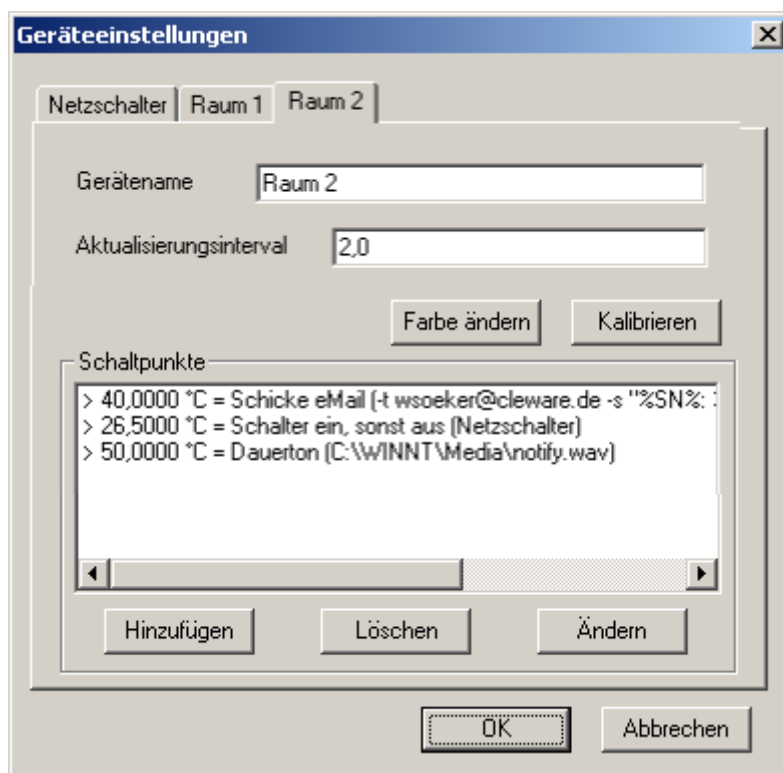 Geräteeinstellungen
Netzschalter Raum 1 Raum 2
Gerätename Raum 2
Aktualisierungsinterval 2,0
Farbe ändern Kalibrieren
Schaltpunkte
> 40,0000 °C = Schicke eMail (-t wsoeker@cleware.de -s "%SN%:
> 26,5000 °C = Schalter ein, sonst aus (Netzschalter)
> 50,0000 °C = Dauerton (C:\WINNT\Media\notify.wav)
Hinzufügen Löschen Ändern
OK Abbrechen